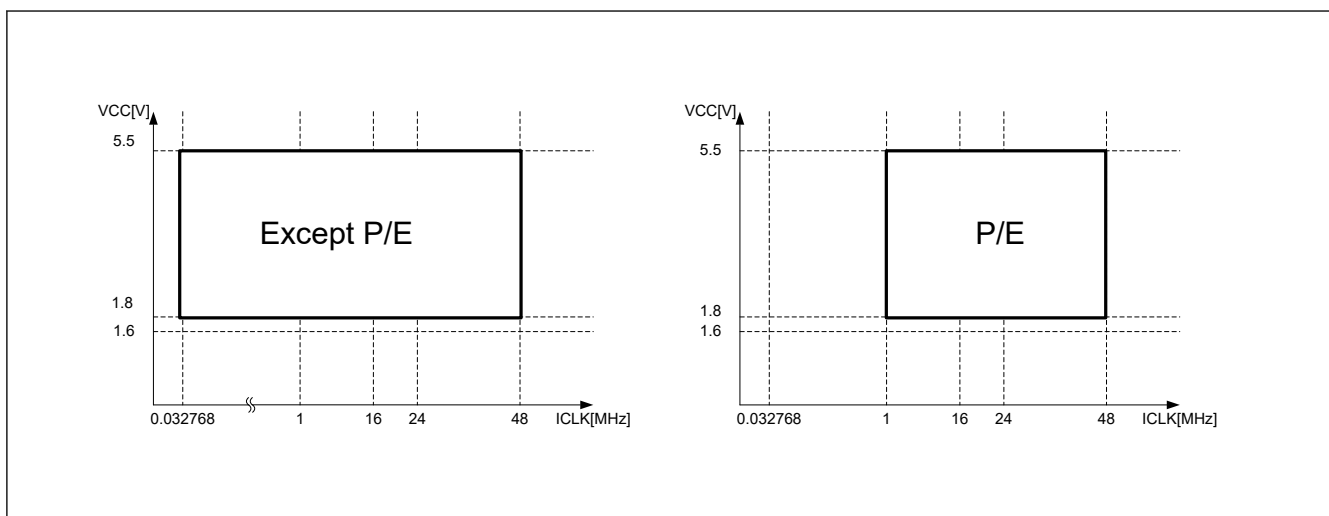 VCC[V]
5.5
Except P/E
1.8
1.6
0.032768 1 16 24 48 ICLK[MHz]
VCC[V]
5.5
P/E
1.8
1.6
0.032768 1 16 24 48 ICLK[MHz]